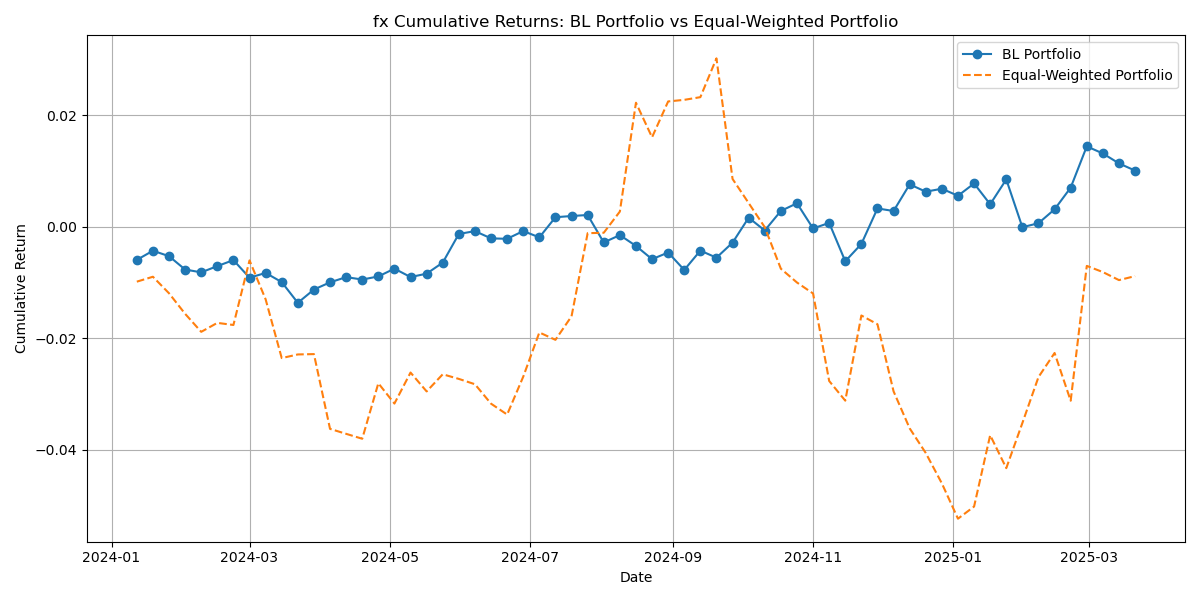 fx Cumulative Returns: BL Portfolio vs Equal-Weighted Portfolio
BL Portfolio
Equal-Weighted Portfolio
Cumulative Return
0.02
0.00
−0.02
−0.04
2024-01
2024-03
2024-05
2024-07
2024-09
2024-11
2025-01
2025-03
Date